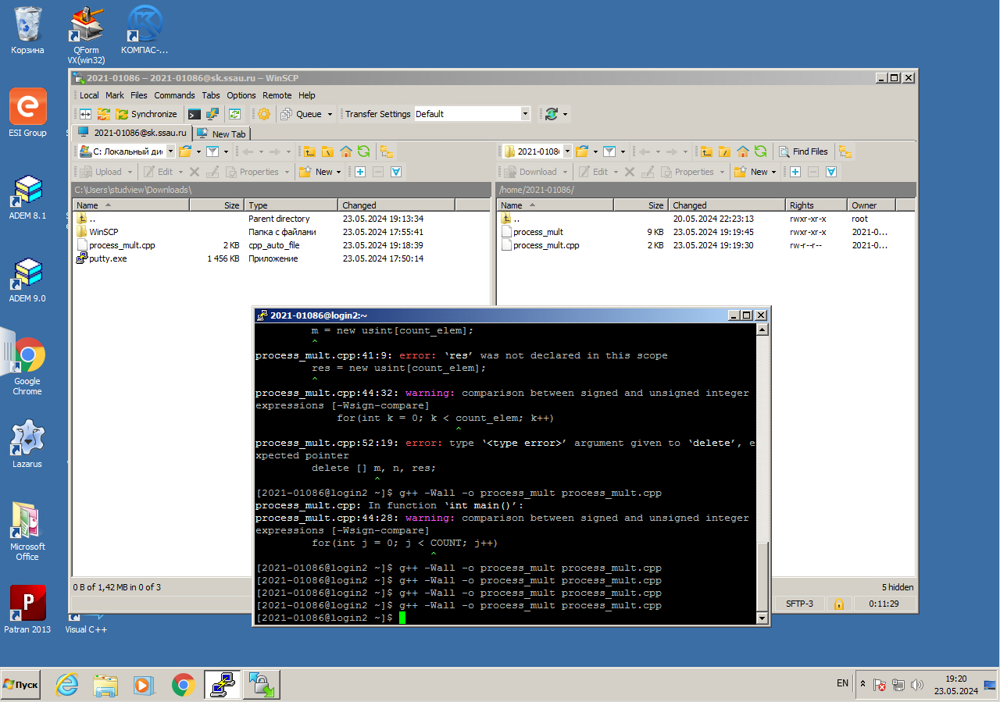 Корзина
QForm
VX(win32)
КОМПАС-...
ESI Group
ADEM 8.1
ADEM 9.0
Google
Chrome
Lazarus
Microsoft
Office
Patran 2013
Visual C++
2021-01086 – 2021-01086@sk.ssau.ru – WinSCP
Local Mark Files Commands Tabs Options Remote Help
Synchronize Queue Transfer Settings Default
2021-01086@sk.ssau.ru New Tab
C: Локальный дис
Upload Edit Properties New
C:\Users\studview\Downloads\
Name Size Type Changed
.. Parent directory 23.05.2024 19:13:34
WinSCP Папка с файлами 23.05.2024 17:55:41
process_mult.cpp 2 KB cpp_auto_file 23.05.2024 19:18:39
putty.exe 1 456 KB Приложение 23.05.2024 17:50:14
2021-0108 Find Files
Download Edit Properties New
/home/2021-01086/
Name Size Changed Rights Owner
.. 20.05.2024 22:23:13 rwxr-xr-x root
process_mult 9 KB 23.05.2024 19:19:45 rwxr-xr-x 2021-0...
process_mult.cpp 2 KB 23.05.2024 19:19:30 rw-r--r-- 2021-0...
2021-01086@login2:~
m = new usint[count_elem];
^
process_mult.cpp:41:9: error: ‘res’ was not declared in this scope
res = new usint[count_elem];
^
process_mult.cpp:44:32: warning: comparison between signed and unsigned integer
expressions [-Wsign-compare]
for(int k = 0; k < count_elem; k++)
^
process_mult.cpp:52:19: error: type ‘<type error>’ argument given to ‘delete’, e
xpected pointer
delete [] m, n, res;
^
[2021-01086@login2 ~]$ g++ -Wall -o process_mult process_mult.cpp
process_mult.cpp: In function ‘int main()’:
process_mult.cpp:44:28: warning: comparison between signed and unsigned integer
expressions [-Wsign-compare]
for(int j = 0; j < COUNT; j++)
^
[2021-01086@login2 ~]$ g++ -Wall -o process_mult process_mult.cpp
[2021-01086@login2 ~]$ g++ -Wall -o process_mult process_mult.cpp
[2021-01086@login2 ~]$ g++ -Wall -o process_mult process_mult.cpp
[2021-01086@login2 ~]$ g++ -Wall -o process_mult process_mult.cpp
[2021-01086@login2 ~]$
0 B of 1,42 MB in 0 of 3
5 hidden
SFTP-3 0:11:29
Пуск
EN
19:20
23.05.2024